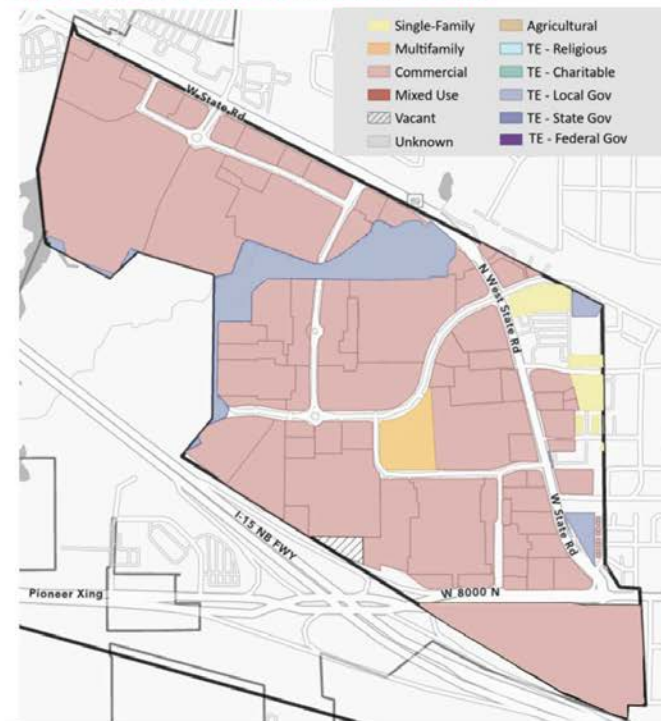 Single-Family
Multifamily
Commercial
Mixed Use
Vacant
Unknown
Agricultural
TE - Religious
TE - Charitable
TE - Local Gov
TE - State Gov
TE - Federal Gov
W State Rd
N West State Rd
W State Rd
I-15 NB FWY
Pioneer Xing
W 8000 N